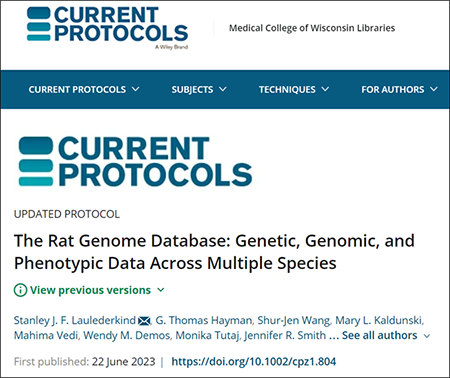 CURRENT
PROTOCOLS
A Wiley Brand
Medical College of Wisconsin Libraries
CURRENT PROTOCOLS SUBJECTS TECHNIQUES FOR AUTHORS
CURRENT
PROTOCOLS
UPDATED PROTOCOL
The Rat Genome Database: Genetic, Genomic, and
Phenotypic Data Across Multiple Species
View previous versions
Stanley J. F. Laulederkind, G. Thomas Hayman, Shur-Jen Wang, Mary L. Kaldunski,
Mahima Vedi, Wendy M. Demos, Monika Tutaj, Jennifer R. Smith ... See all authors
First published: 22 June 2023 | https://doi.org/10.1002/cpz1.804